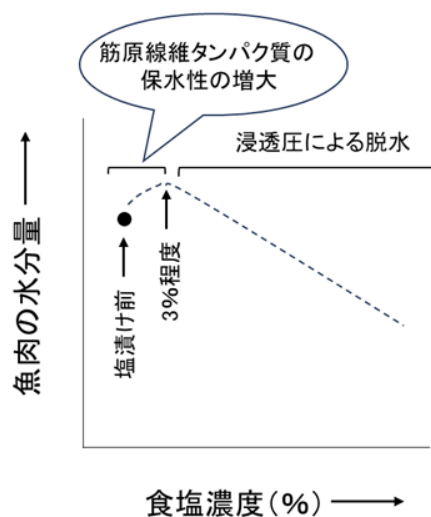 筋原線維タンパク質の
保水性の増大
浸透圧による脱水
魚肉の水分量
塩漬け前
3%程度
食塩濃度(%)